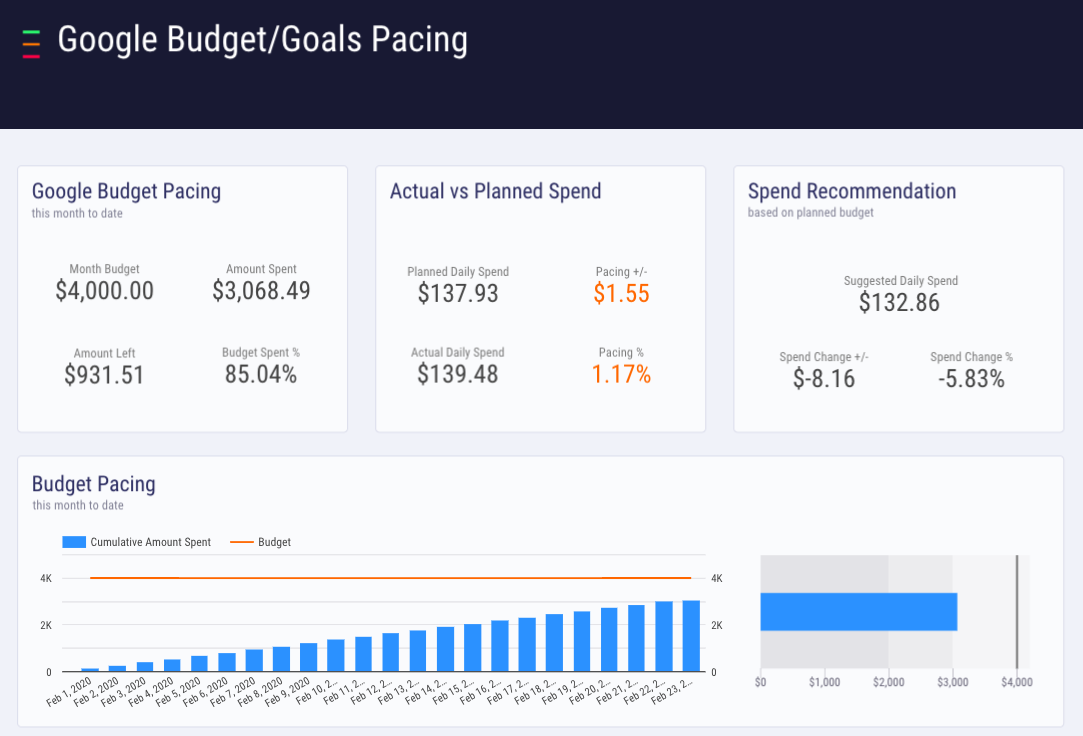 Google Budget/Goals Pacing
Google Budget Pacing
this month to date
Month Budget
$4,000.00
Amount Spent
$3,068.49
Amount Left
$931.51
Budget Spent %
85.04%
Actual vs Planned Spend
Planned Daily Spend
$137.93
Pacing +/-
$1.55
Actual Daily Spend
$139.48
Pacing %
1.17%
Spend Recommendation
based on planned budget
Suggested Daily Spend
$132.86
Spend Change +/-
$-8.16
Spend Change %
-5.83%
Budget Pacing
this month to date
Cumulative Amount Spent
Budget
4K
2K
0
4K
2K
0
Feb 1, 2020
Feb 2, 2020
Feb 3, 2020
Feb 4, 2020
Feb 5, 2020
Feb 6, 2020
Feb 7, 2020
Feb 8, 2020
Feb 9, 2020
Feb 10, 2...
Feb 11, 2...
Feb 12, 2...
Feb 13, 2...
Feb 14, 2...
Feb 15, 2...
Feb 16, 2...
Feb 17, 2...
Feb 18, 2...
Feb 19, 2...
Feb 20, 2...
Feb 21, 2...
Feb 22, 2...
Feb 23, 2...
$0
$1,000
$2,000
$3,000
$4,000